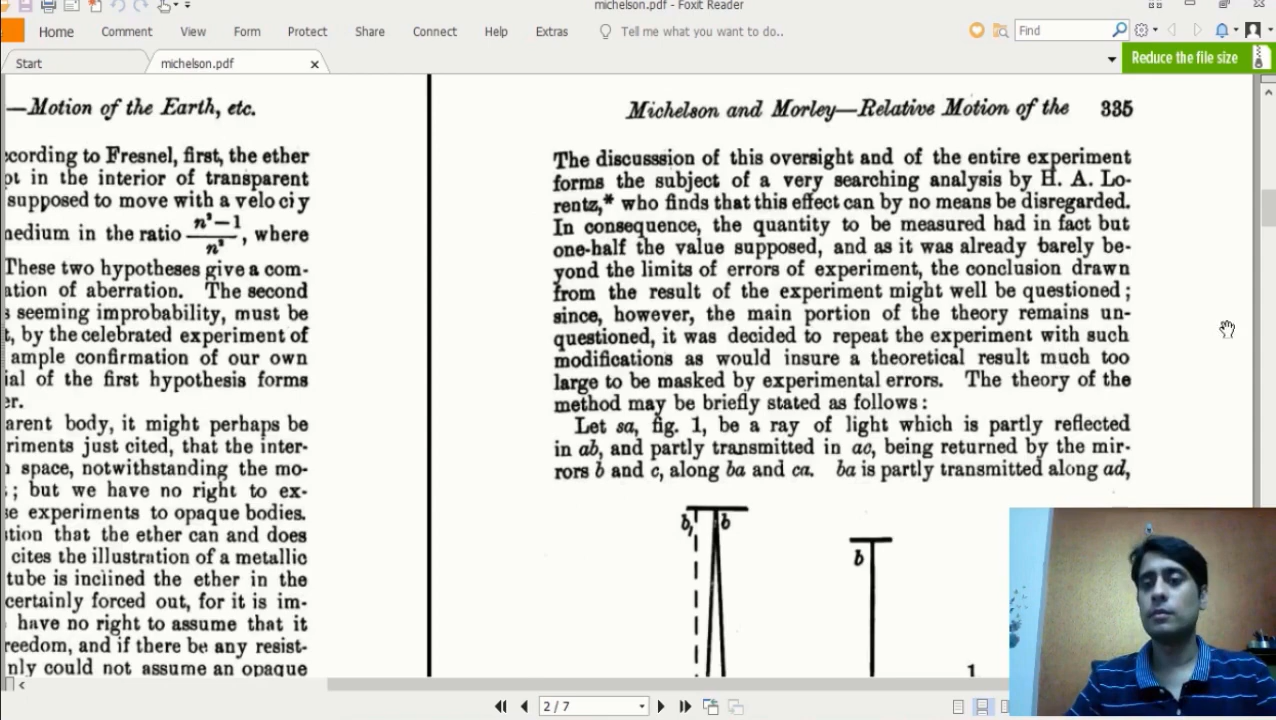 michelson.pdf - Foxit Reader
Home Comment View Form Protect Share Connect Help Extras Tell me what you want to do.. Find
Start michelson.pdf Reduce the file size
—Motion of the Earth, etc.
ccording to Fresnel, first, the ether
pt in the interior of transparent
supposed to move with a velo ci y
nedium in the ratio n²−1/n², where
These two hypotheses give a com-
ation of aberration. The second
s seeming improbability, must be
t, by the celebrated experiment of
ample confirmation of our own
ial of the first hypothesis forms
er.
arent body, it might perhaps be
riments just cited, that the inter-
n space, notwithstanding the mo-
s; but we have no right to ex-
se experiments to opaque bodies.
stion that the ether can and does
cites the illustration of a metallic
tube is inclined the ether in the
certainly forced out, for it is im-
have no right to assume that it
reedom, and if there be any resist-
nly could not assume an opaque
Michelson and Morley—Relative Motion of the 335
The discusssion of this oversight and of the entire experiment
forms the subject of a very searching analysis by H. A. Lo-
rentz,* who finds that this effect can by no means be disregarded.
In consequence, the quantity to be measured had in fact but
one-half the value supposed, and as it was already barely be-
yond the limits of errors of experiment, the conclusion drawn
from the result of the experiment might well be questioned;
since, however, the main portion of the theory remains un-
questioned, it was decided to repeat the experiment with such
modifications as would insure a theoretical result much too
large to be masked by experimental errors. The theory of the
method may be briefly stated as follows:
Let sa, fig. 1, be a ray of light which is partly reflected
in ab, and partly transmitted in ac, being returned by the mir-
rors b and c, along ba and ca. ba is partly transmitted along ad,
b, b
b
1
2 / 7